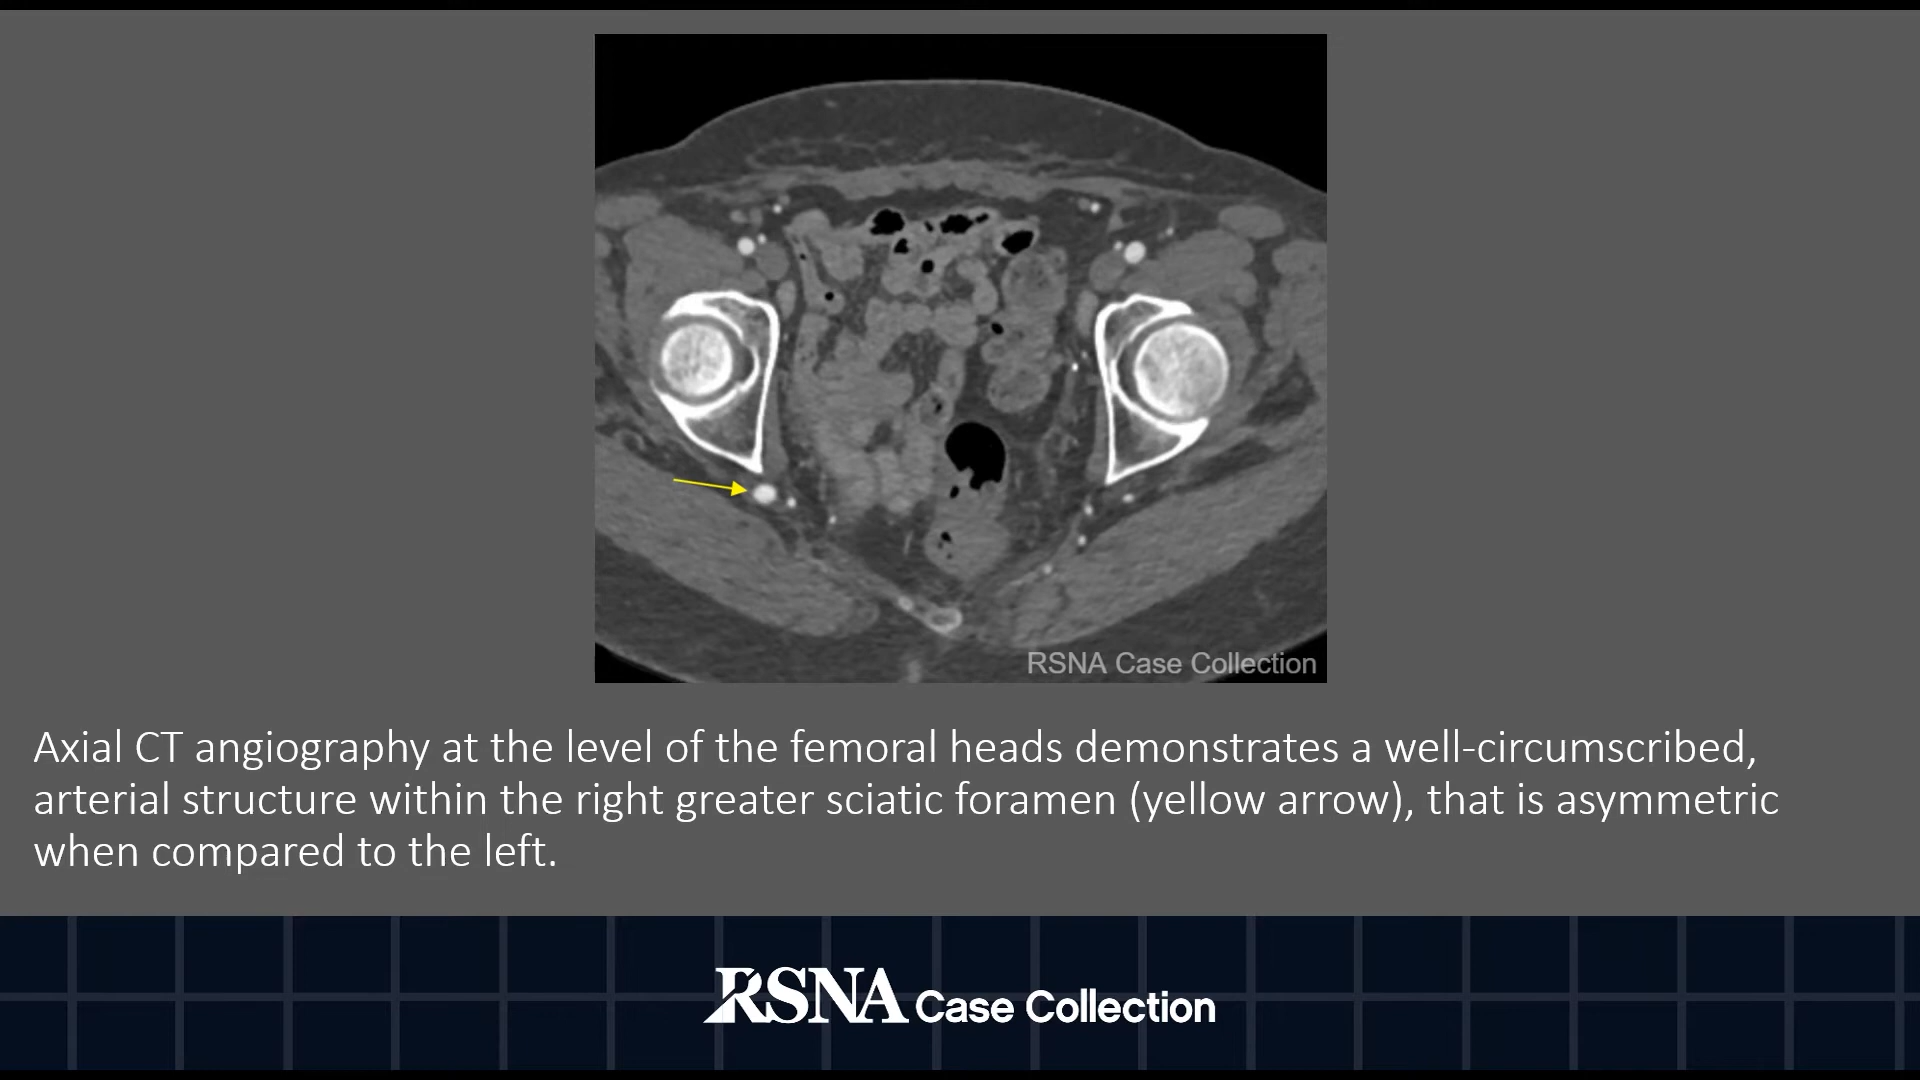 RSNA Case Collection
Axial CT angiography at the level of the femoral heads demonstrates a well-circumscribed,
arterial structure within the right greater sciatic foramen (yellow arrow), that is asymmetric
when compared to the left.
RSNA Case Collection